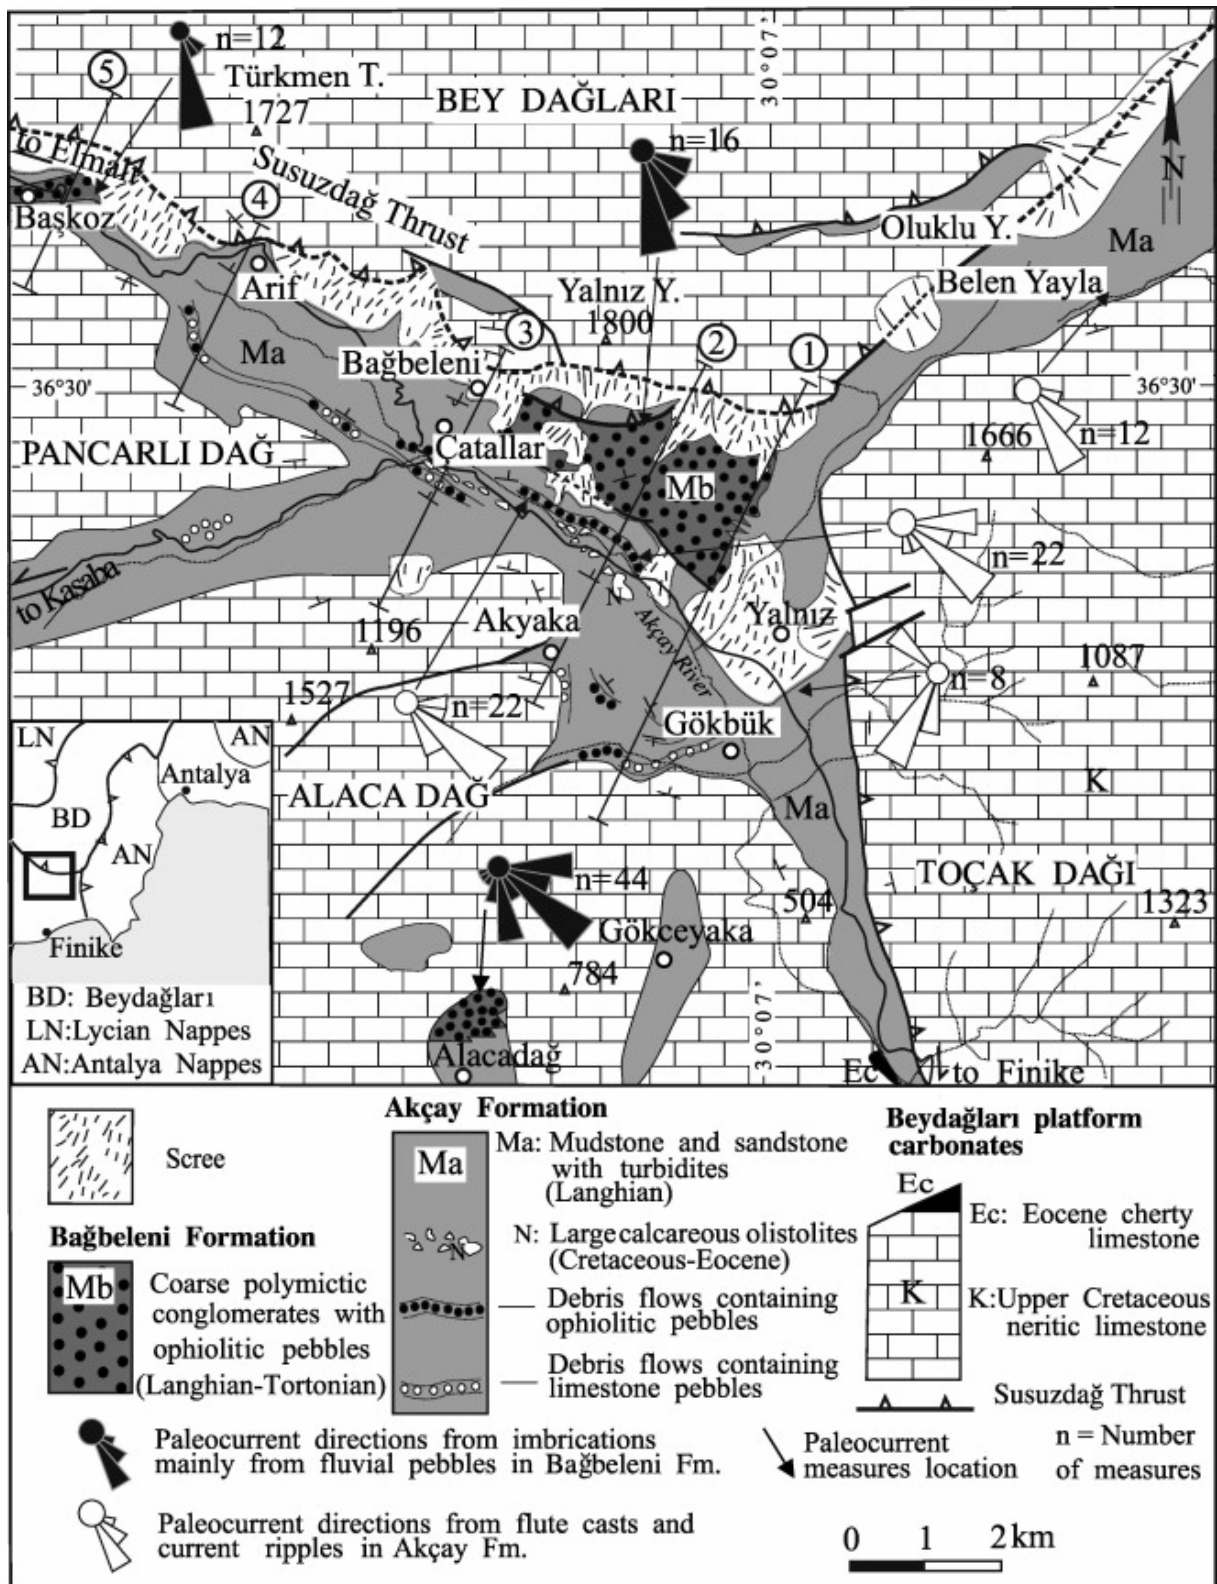 n=12
Türkmen T.
1727
BEY DAĞLARI
30°07'
5
to Elmalı
Susuzdağ Thrust
n=16
N
Başkoz
4
Arif
Oluklu Y.
Ma
Belen Yayla
Yalnız Y.
1800
3
2
1
Ma
Bağbeleni
36°30'
36°30'
Çatallar
1666
n=12
PANCARLI DAĞ
Mb
n=22
to Kasaba
N
Akçay River
Yalnız
Akyaka
1196
1527
n=22
n=8
1087
Gökbük
LN
AN
Antalya
BD
AN
Finike
BD: Beydağları
LN:Lycian Nappes
AN:Antalya Nappes
ALACA DAĞ
Ma
K
n=44
TOÇAK DAĞI
504
1323
Gökceyaka
784
30°07'
Alacadağ
Ec
to Finike
Scree
Bağbeleni Formation
Mb
Coarse polymictic
conglomerates with
ophiolitic pebbles
(Langhian-Tortonian)
Akçay Formation
Ma
N
Ma: Mudstone and sandstone
with turbidites
(Langhian)
N: Large calcareous olistolites
(Cretaceous-Eocene)
Debris flows containing
ophiolitic pebbles
Debris flows containing
limestone pebbles
Beydağları platform
carbonates
Ec
K
Ec: Eocene cherty
limestone
K:Upper Cretaceous
neritic limestone
Susuzdağ Thrust
Paleocurrent directions from imbrications
mainly from fluvial pebbles in Bağbeleni Fm.
Paleocurrent
measures location
n = Number
of measures
Paleocurrent directions from flute casts and
current ripples in Akçay Fm.
0 1 2 km